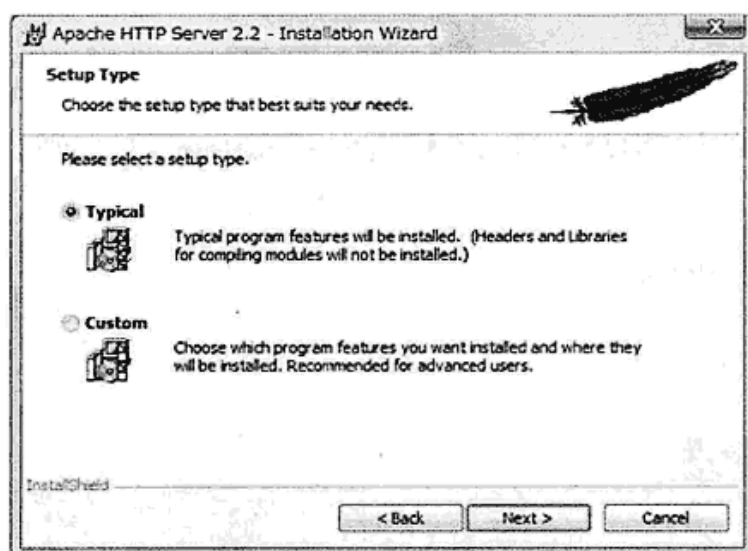 Apache HTTP Server 2.2 - Installation Wizard
Setup Type
Choose the setup type that best suits your needs.
Please select a setup type.
Typical
Typical program features will be installed. (Headers and Libraries
for compiling modules will not be installed.)
Custom
Choose which program features you want installed and where they
will be installed. Recommended for advanced users.
InstallShield
< Back
Next >
Cancel